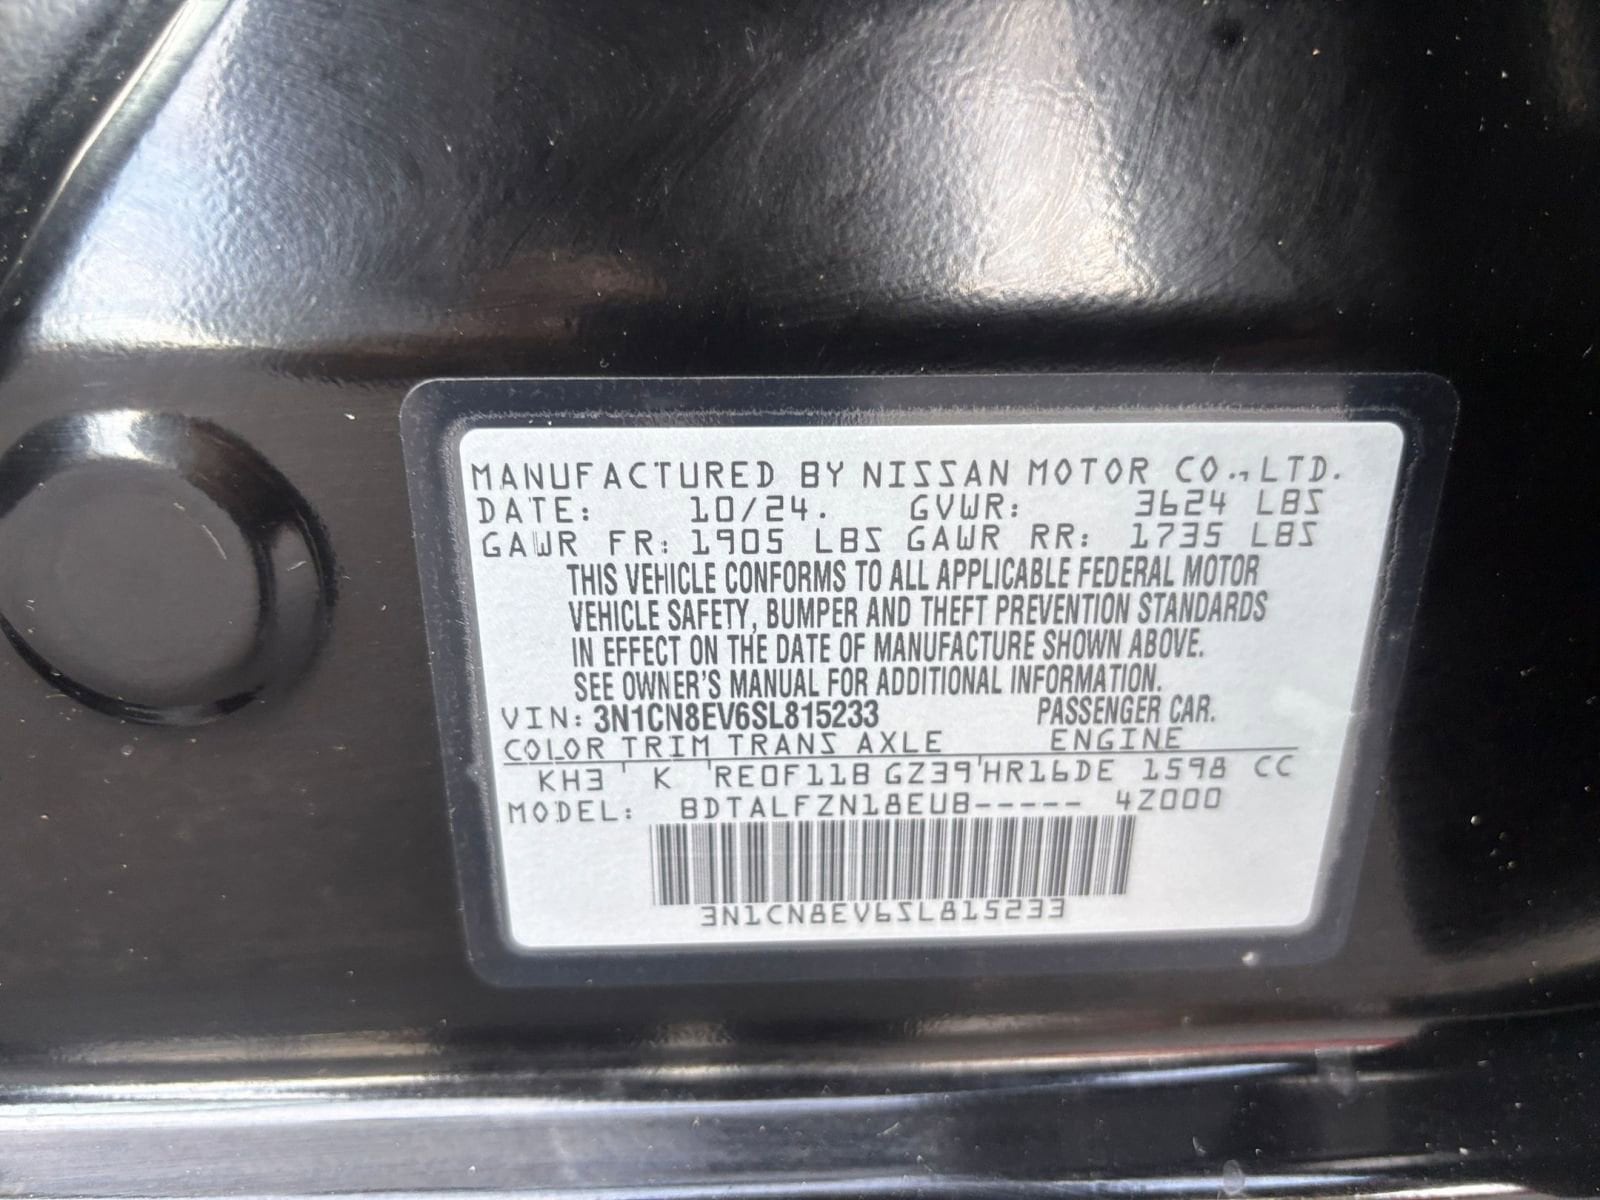 MANUFACTURED BY NISSAN MOTOR CO., LTD.
DATE: 10/24. GVWR: 3624 LBS
GAWR FR: 1905 LBS GAWR RR: 1735 LBS
THIS VEHICLE CONFORMS TO ALL APPLICABLE FEDERAL MOTOR
VEHICLE SAFETY, BUMPER AND THEFT PREVENTION STANDARDS
IN EFFECT ON THE DATE OF MANUFACTURE SHOWN ABOVE.
SEE OWNER'S MANUAL FOR ADDITIONAL INFORMATION.
VIN: 3N1CN8EV6SL815233 PASSENGER CAR.
COLOR TRIM TRANS AXLE ENGINE
KH3 ' K 'RE0F11B GZ39'HR16DE 1598 CC
MODEL: BDTALFZN18EUB----- 4Z000
3N1CN8EV6SL815233